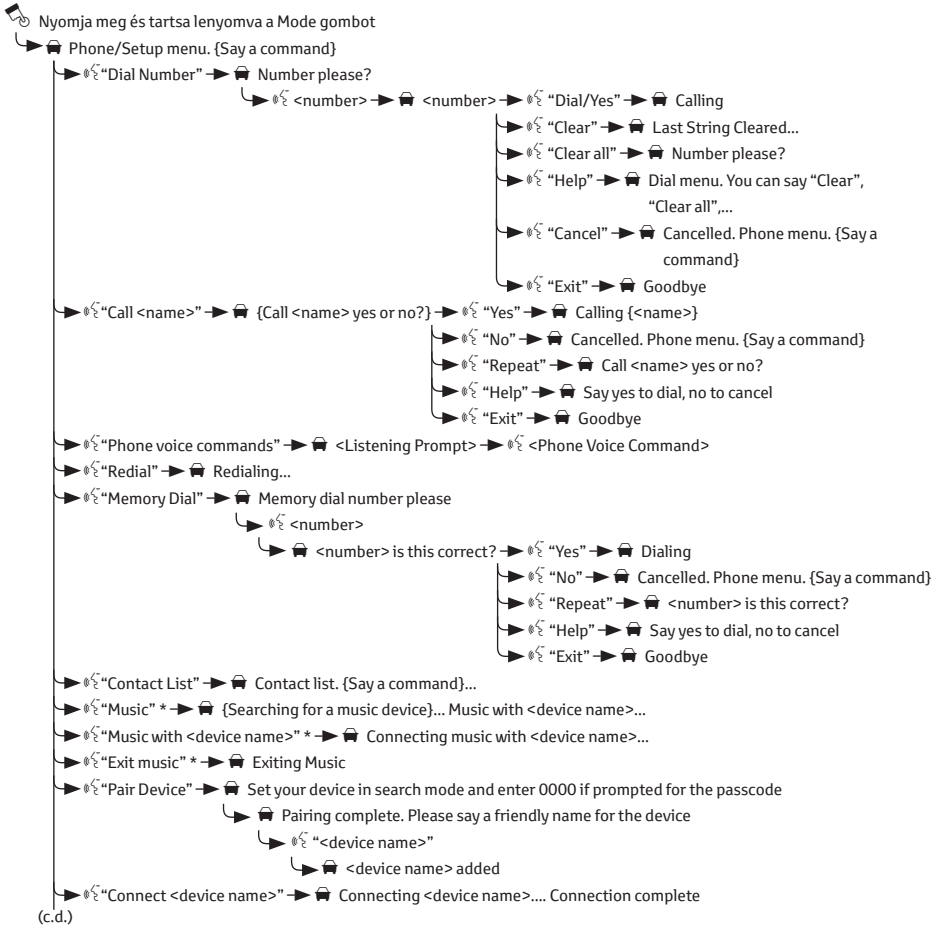 Nyomja meg és tartsa lenyomva a Mode gombot
Phone/Setup menu. {Say a command}
“Dial Number” Number please?
<number> <number> “Dial/Yes” Calling
“Clear” Last String Cleared...
“Clear all” Number please?
“Help” Dial menu. You can say “Clear”,
“Clear all”,...
“Cancel” Cancelled. Phone menu. {Say a
command}
“Exit” Goodbye
“Call <name>” {Call <name> yes or no?} “Yes” Calling {<name>}
“No” Cancelled. Phone menu. {Say a command}
“Repeat” Call <name> yes or no?
“Help” Say yes to dial, no to cancel
“Exit” Goodbye
“Phone voice commands” <Listening Prompt> <Phone Voice Command>
“Redial” Redialing...
“Memory Dial” Memory dial number please
<number>
<number> is this correct? “Yes” Dialing
“No” Cancelled. Phone menu. {Say a command}
“Repeat” <number> is this correct?
“Help” Say yes to dial, no to cancel
“Exit” Goodbye
“Contact List” Contact list. {Say a command}...
“Music” * {Searching for a music device}... Music with <device name>...
“Music with <device name>” * Connecting music with <device name>...
“Exit music” * Exiting Music
“Pair Device” Set your device in search mode and enter 0000 if prompted for the passcode
Pairing complete. Please say a friendly name for the device
“<device name>”
<device name> added
“Connect <device name>” Connecting <device name>.... Connection complete
(c.d.)